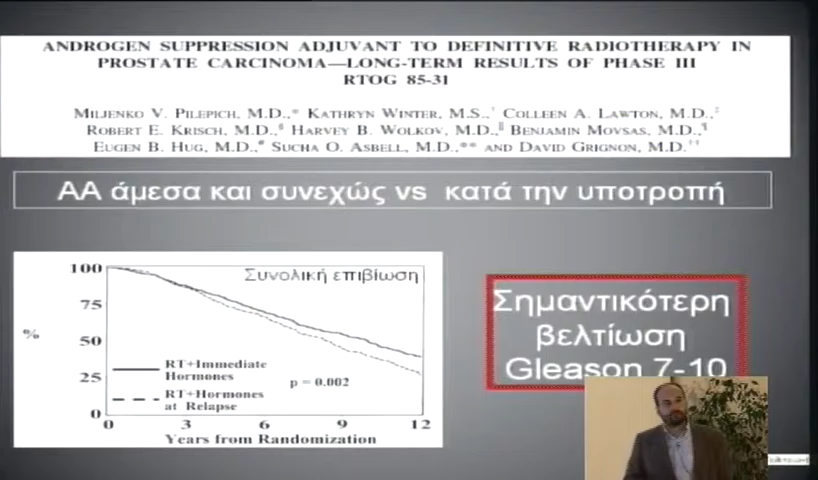 ANDROGEN SUPPRESSION ADJUVANT TO DEFINITIVE RADIOTHERAPY IN
PROSTATE CARCINOMA—LONG-TERM RESULTS OF PHASE III
RTOG 85-31
MILJENKO V. PILEPICH, M.D.,* KATHRYN WINTER, M.S.,† COLLEEN A. LAWTON, M.D.,‡
ROBERT E. KRISCH, M.D.,§ HARVEY B. WOLKOV, M.D.,‖ BENJAMIN MOVSAS, M.D.,¶
EUGEN B. HUG, M.D.,# SUCHA O. ASBELL, M.D.,** AND DAVID GRIGNON, M.D.††
ΑΑ άμεσα και συνεχώς vs κατά την υποτροπή
Συνολική επιβίωση
100
75
50
25
0
%
RT+Immediate
Hormones
RT+Hormones
at Relapse
p = 0.002
0 3 6 9 12
Years from Randomization
Σημαντικότερη
βελτίωση
Gleason 7-10